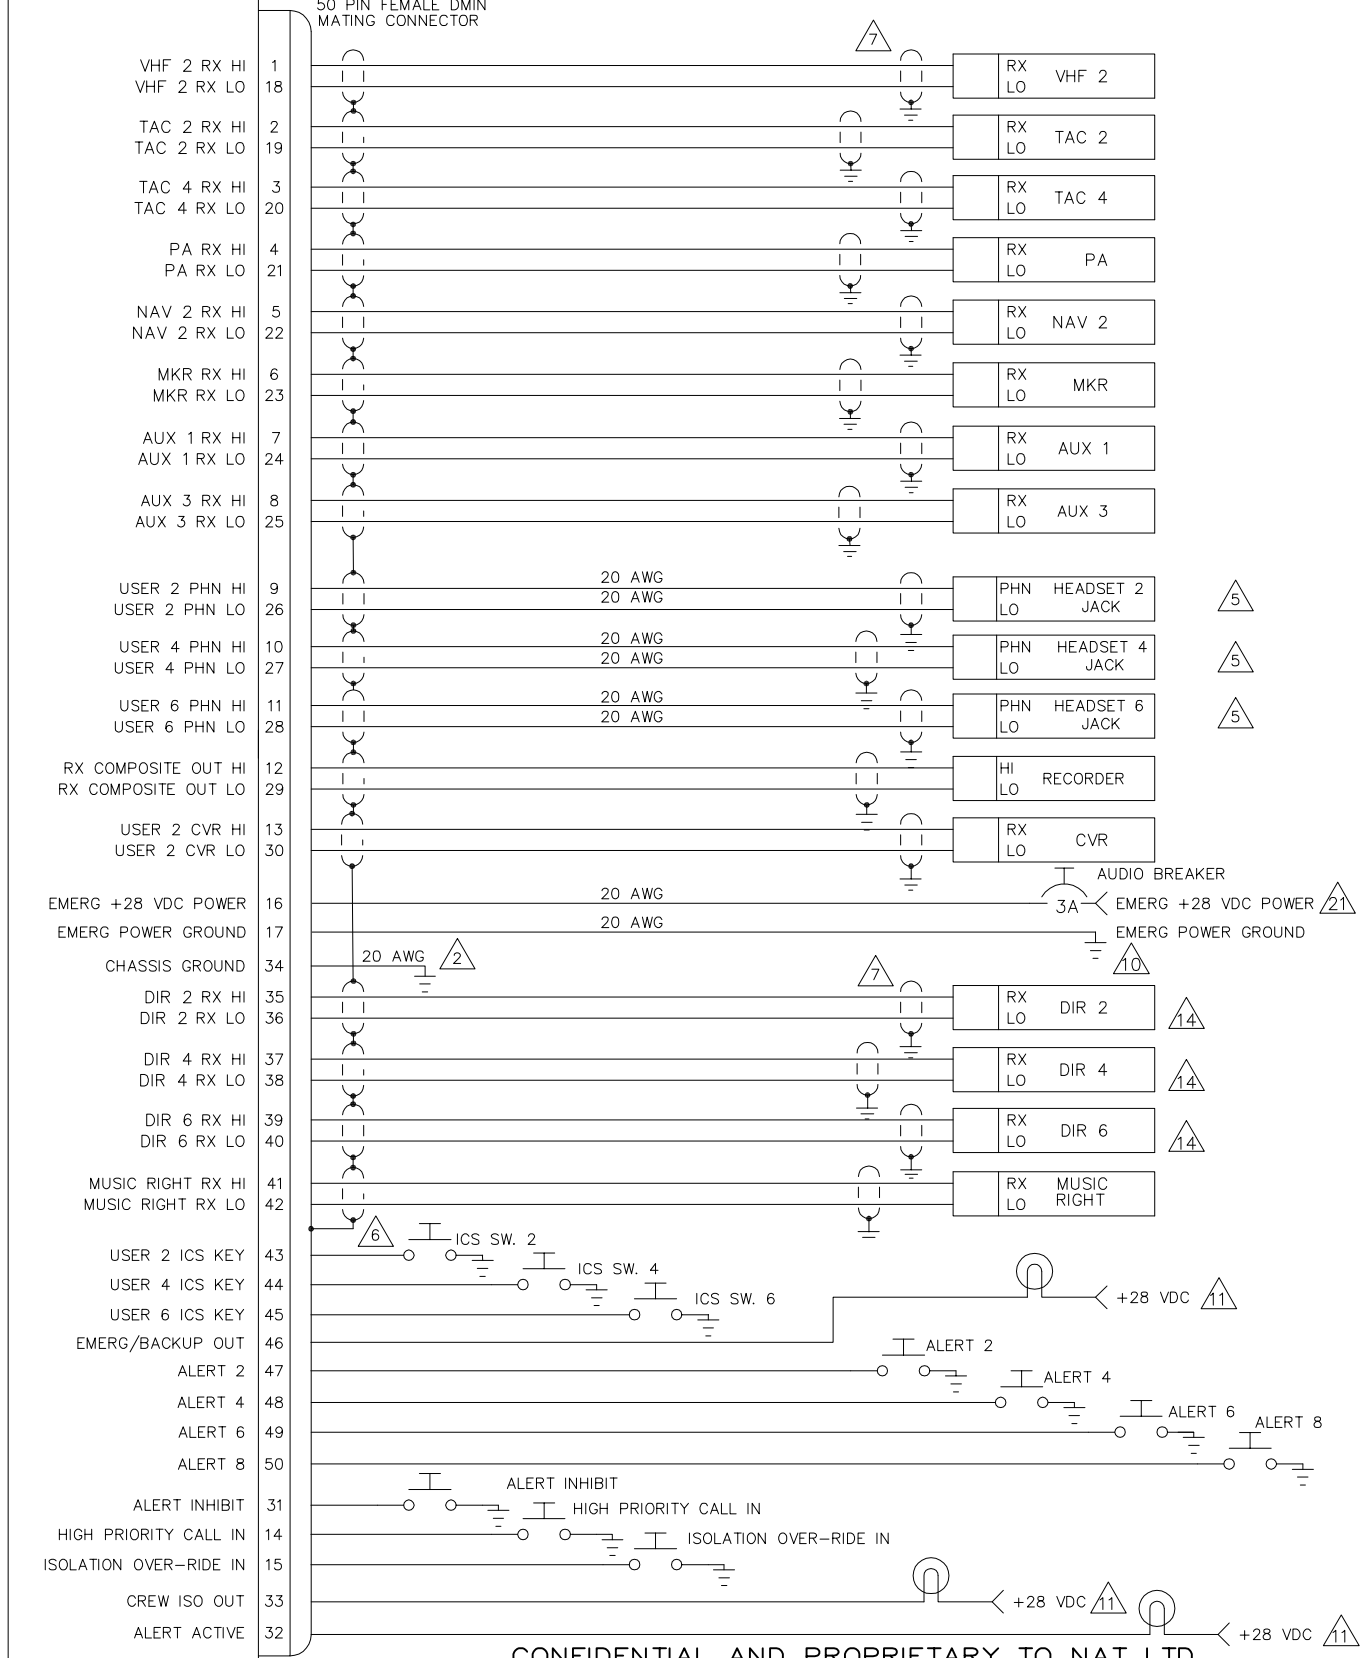 50 PIN FEMALE DMIN
MATING CONNECTOR
7
VHF 2 RX HI 1 RX VHF 2
VHF 2 RX LO 18 LO
TAC 2 RX HI 2 RX TAC 2
TAC 2 RX LO 19 LO
TAC 4 RX HI 3 RX TAC 4
TAC 4 RX LO 20 LO
PA RX HI 4 RX PA
PA RX LO 21 LO
NAV 2 RX HI 5 RX NAV 2
NAV 2 RX LO 22 LO
MKR RX HI 6 RX MKR
MKR RX LO 23 LO
AUX 1 RX HI 7 RX AUX 1
AUX 1 RX LO 24 LO
AUX 3 RX HI 8 RX AUX 3
AUX 3 RX LO 25 LO
USER 2 PHN HI 9 20 AWG PHN HEADSET 2
USER 2 PHN LO 26 20 AWG LO JACK 5
USER 4 PHN HI 10 20 AWG PHN HEADSET 4
USER 4 PHN LO 27 20 AWG LO JACK 5
USER 6 PHN HI 11 20 AWG PHN HEADSET 6
USER 6 PHN LO 28 20 AWG LO JACK 5
RX COMPOSITE OUT HI 12 HI RECORDER
RX COMPOSITE OUT LO 29 LO
USER 2 CVR HI 13 RX CVR
USER 2 CVR LO 30 LO
AUDIO BREAKER
EMERG +28 VDC POWER 16 20 AWG 3A EMERG +28 VDC POWER 21
EMERG POWER GROUND 17 20 AWG EMERG POWER GROUND
CHASSIS GROUND 34 20 AWG 2 10
7
DIR 2 RX HI 35 RX DIR 2
DIR 2 RX LO 36 LO 14
DIR 4 RX HI 37 RX DIR 4
DIR 4 RX LO 38 LO 14
DIR 6 RX HI 39 RX DIR 6
DIR 6 RX LO 40 LO 14
MUSIC RIGHT RX HI 41 RX MUSIC
MUSIC RIGHT RX LO 42 LO RIGHT
6
USER 2 ICS KEY 43 ICS SW. 2
USER 4 ICS KEY 44 ICS SW. 4
USER 6 ICS KEY 45 ICS SW. 6 +28 VDC 11
EMERG/BACKUP OUT 46
ALERT 2 47 ALERT 2
ALERT 4 48 ALERT 4
ALERT 6 49 ALERT 6
ALERT 8 50 ALERT 8
ALERT INHIBIT 31 ALERT INHIBIT
HIGH PRIORITY CALL IN 14 HIGH PRIORITY CALL IN
ISOLATION OVER-RIDE IN 15 ISOLATION OVER-RIDE IN
CREW ISO OUT 33 +28 VDC 11
ALERT ACTIVE 32 +28 VDC 11
CONFIDENTIAL AND PROPRIETARY TO NAT LTD